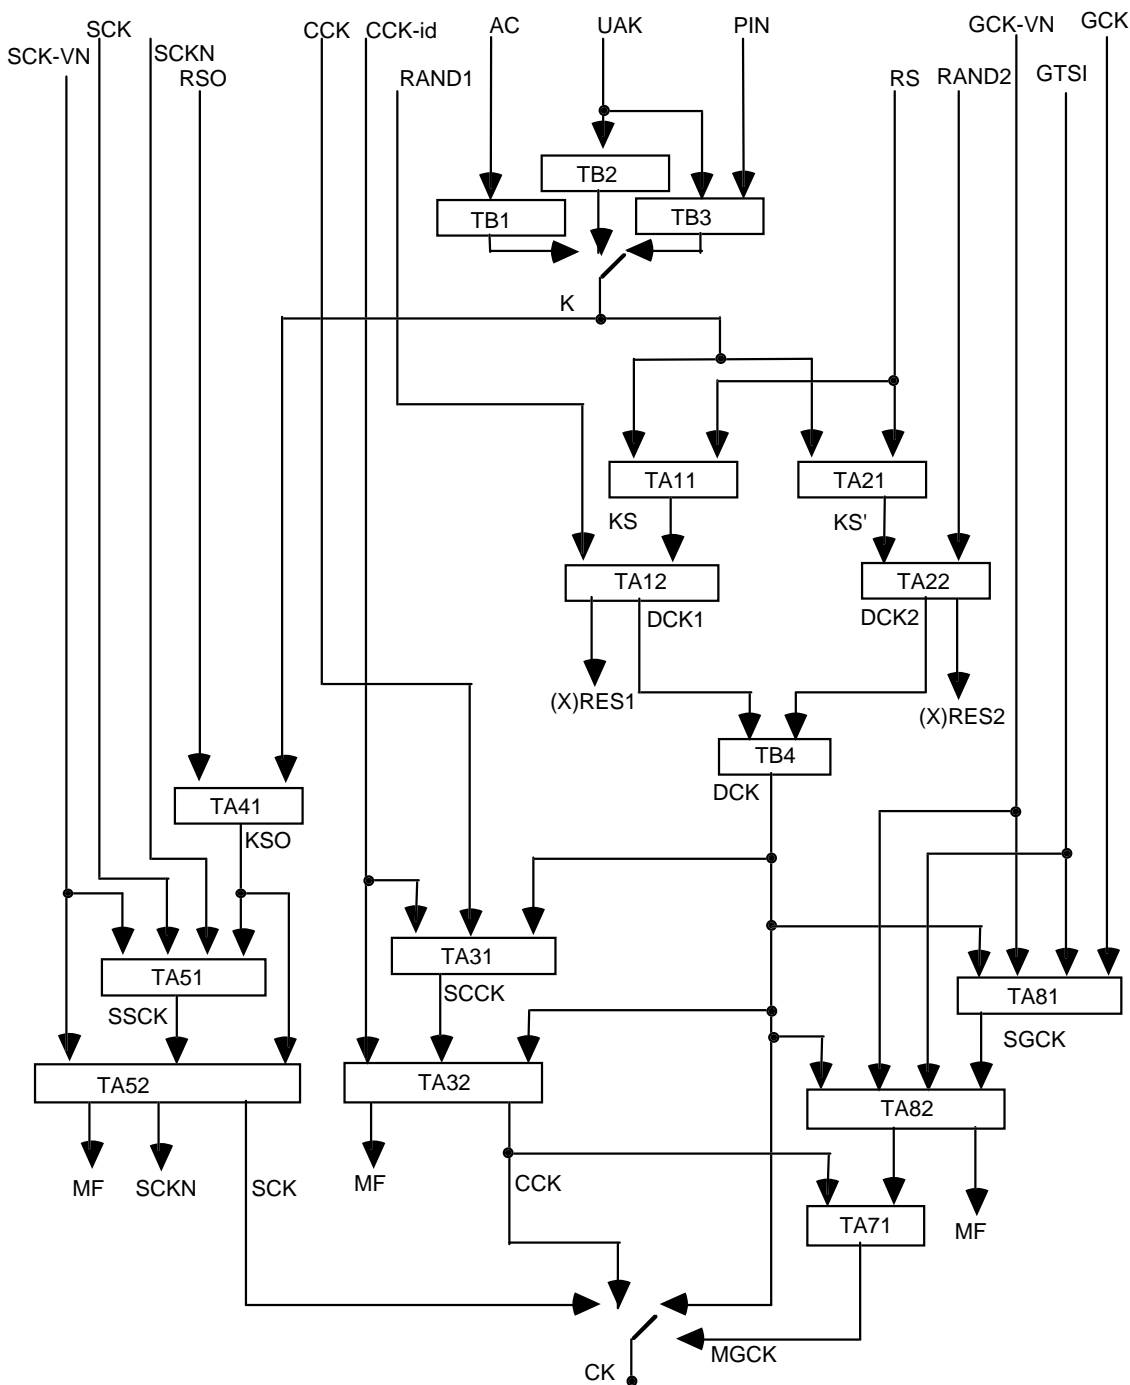 SCK
CCK
CCK-id
AC
UAK
PIN
GCK-VN
GCK
SCK-VN
SCKN
RSO
RAND1
RS
RAND2
GTSI
TB2
TB1
TB3
K
TA11
TA21
KS
KS'
TA12
TA22
DCK1
DCK2
(X)RES1
(X)RES2
TB4
DCK
TA41
KSO
TA31
TA51
SCCK
TA81
SSCK
SGCK
TA52
TA32
TA82
MF
SCKN
SCK
MF
CCK
TA71
MF
MGCK
CK